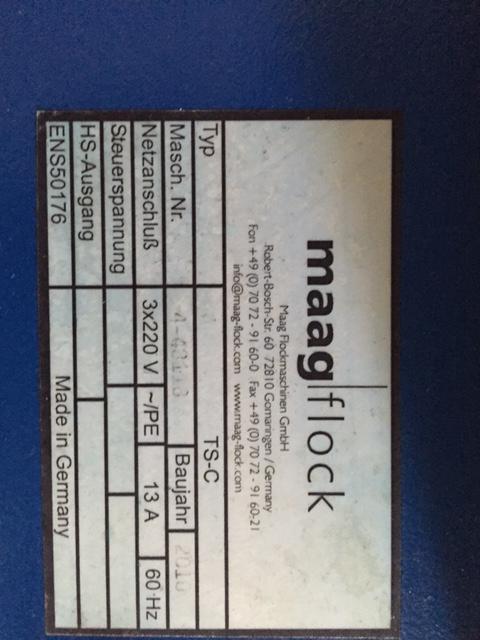 maag|flock
Maag Flockmaschinen GmbH
Robert-Bosch-Str. 60 72810 Gomaringen / Germany
Fon +49 (0) 70 72 - 91 60-0 Fax +49 (0) 70 72 - 91 60-21
info@maag-flock.com www.maag-flock.com
Typ TS-C
Masch. Nr. Baujahr 2010
Netzanschluß 3x220 V ~/PE 13 A 60 Hz
Steuerspannung
HS-Ausgang
ENS50176 Made in Germany